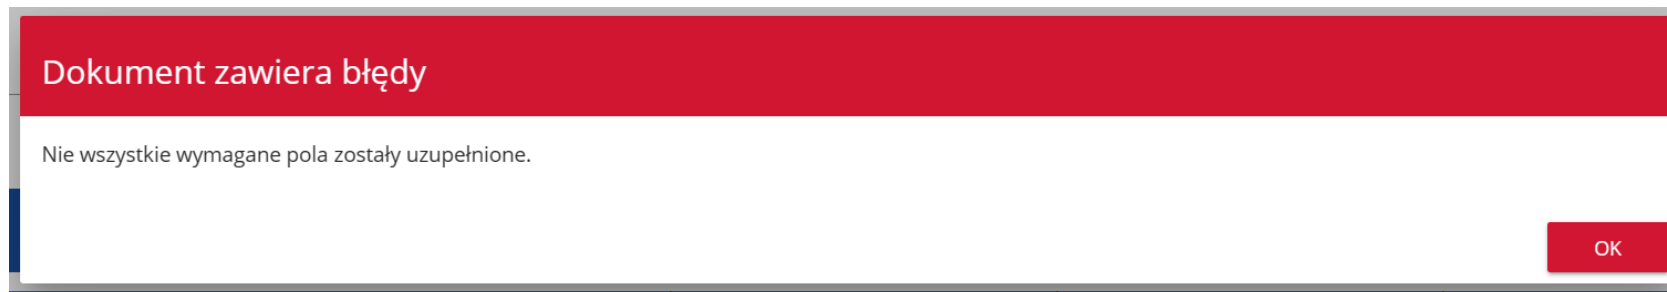 Dokument zawiera błędy
Nie wszystkie wymagane pola zostały uzupełnione.
OK